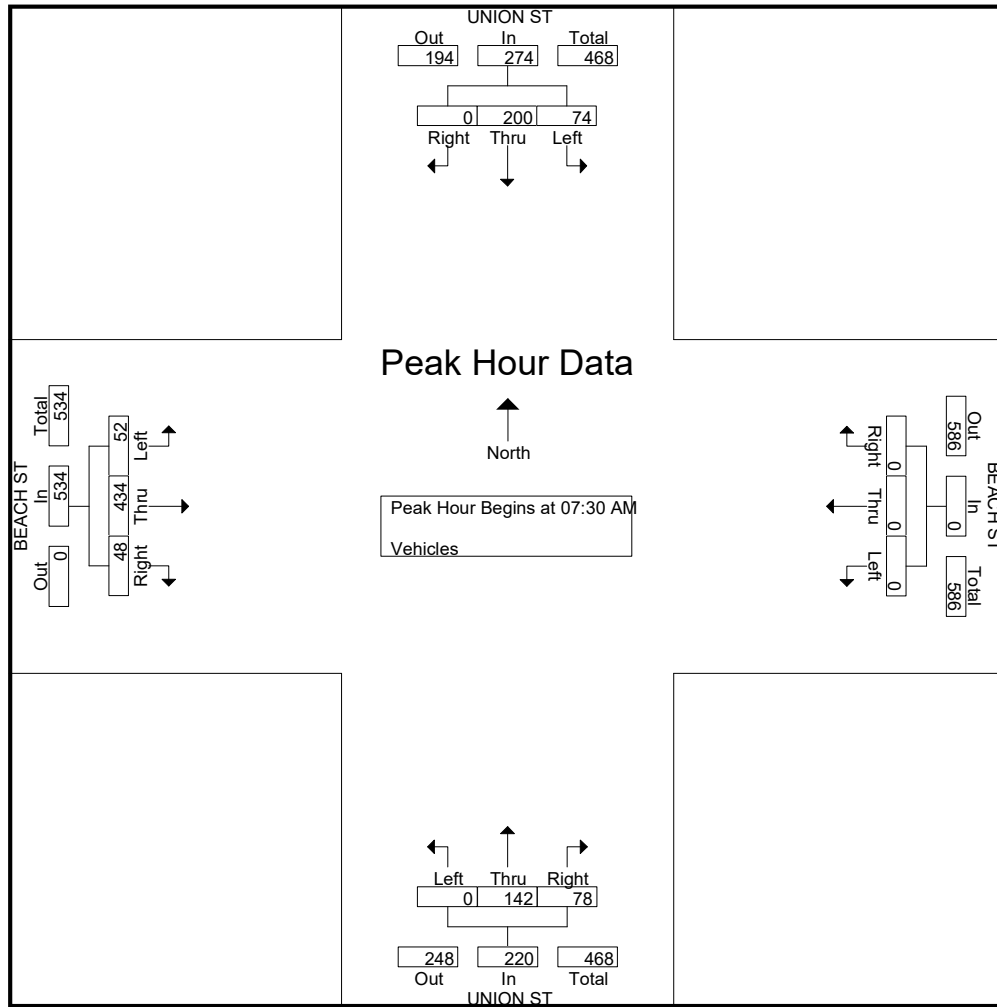 UNION ST
Out In Total
194 274 468
0 200 74
Right Thru Left
Peak Hour Data
North
Peak Hour Begins at 07:30 AM
Vehicles
BEACH ST
Out In Total
0 534 534
52 434 48
Left Thru Right
BEACH ST
Out In Total
586 0 586
0 0 0
Right Thru Left
Left Thru Right
0 142 78
248 220 468
Out In Total
UNION ST